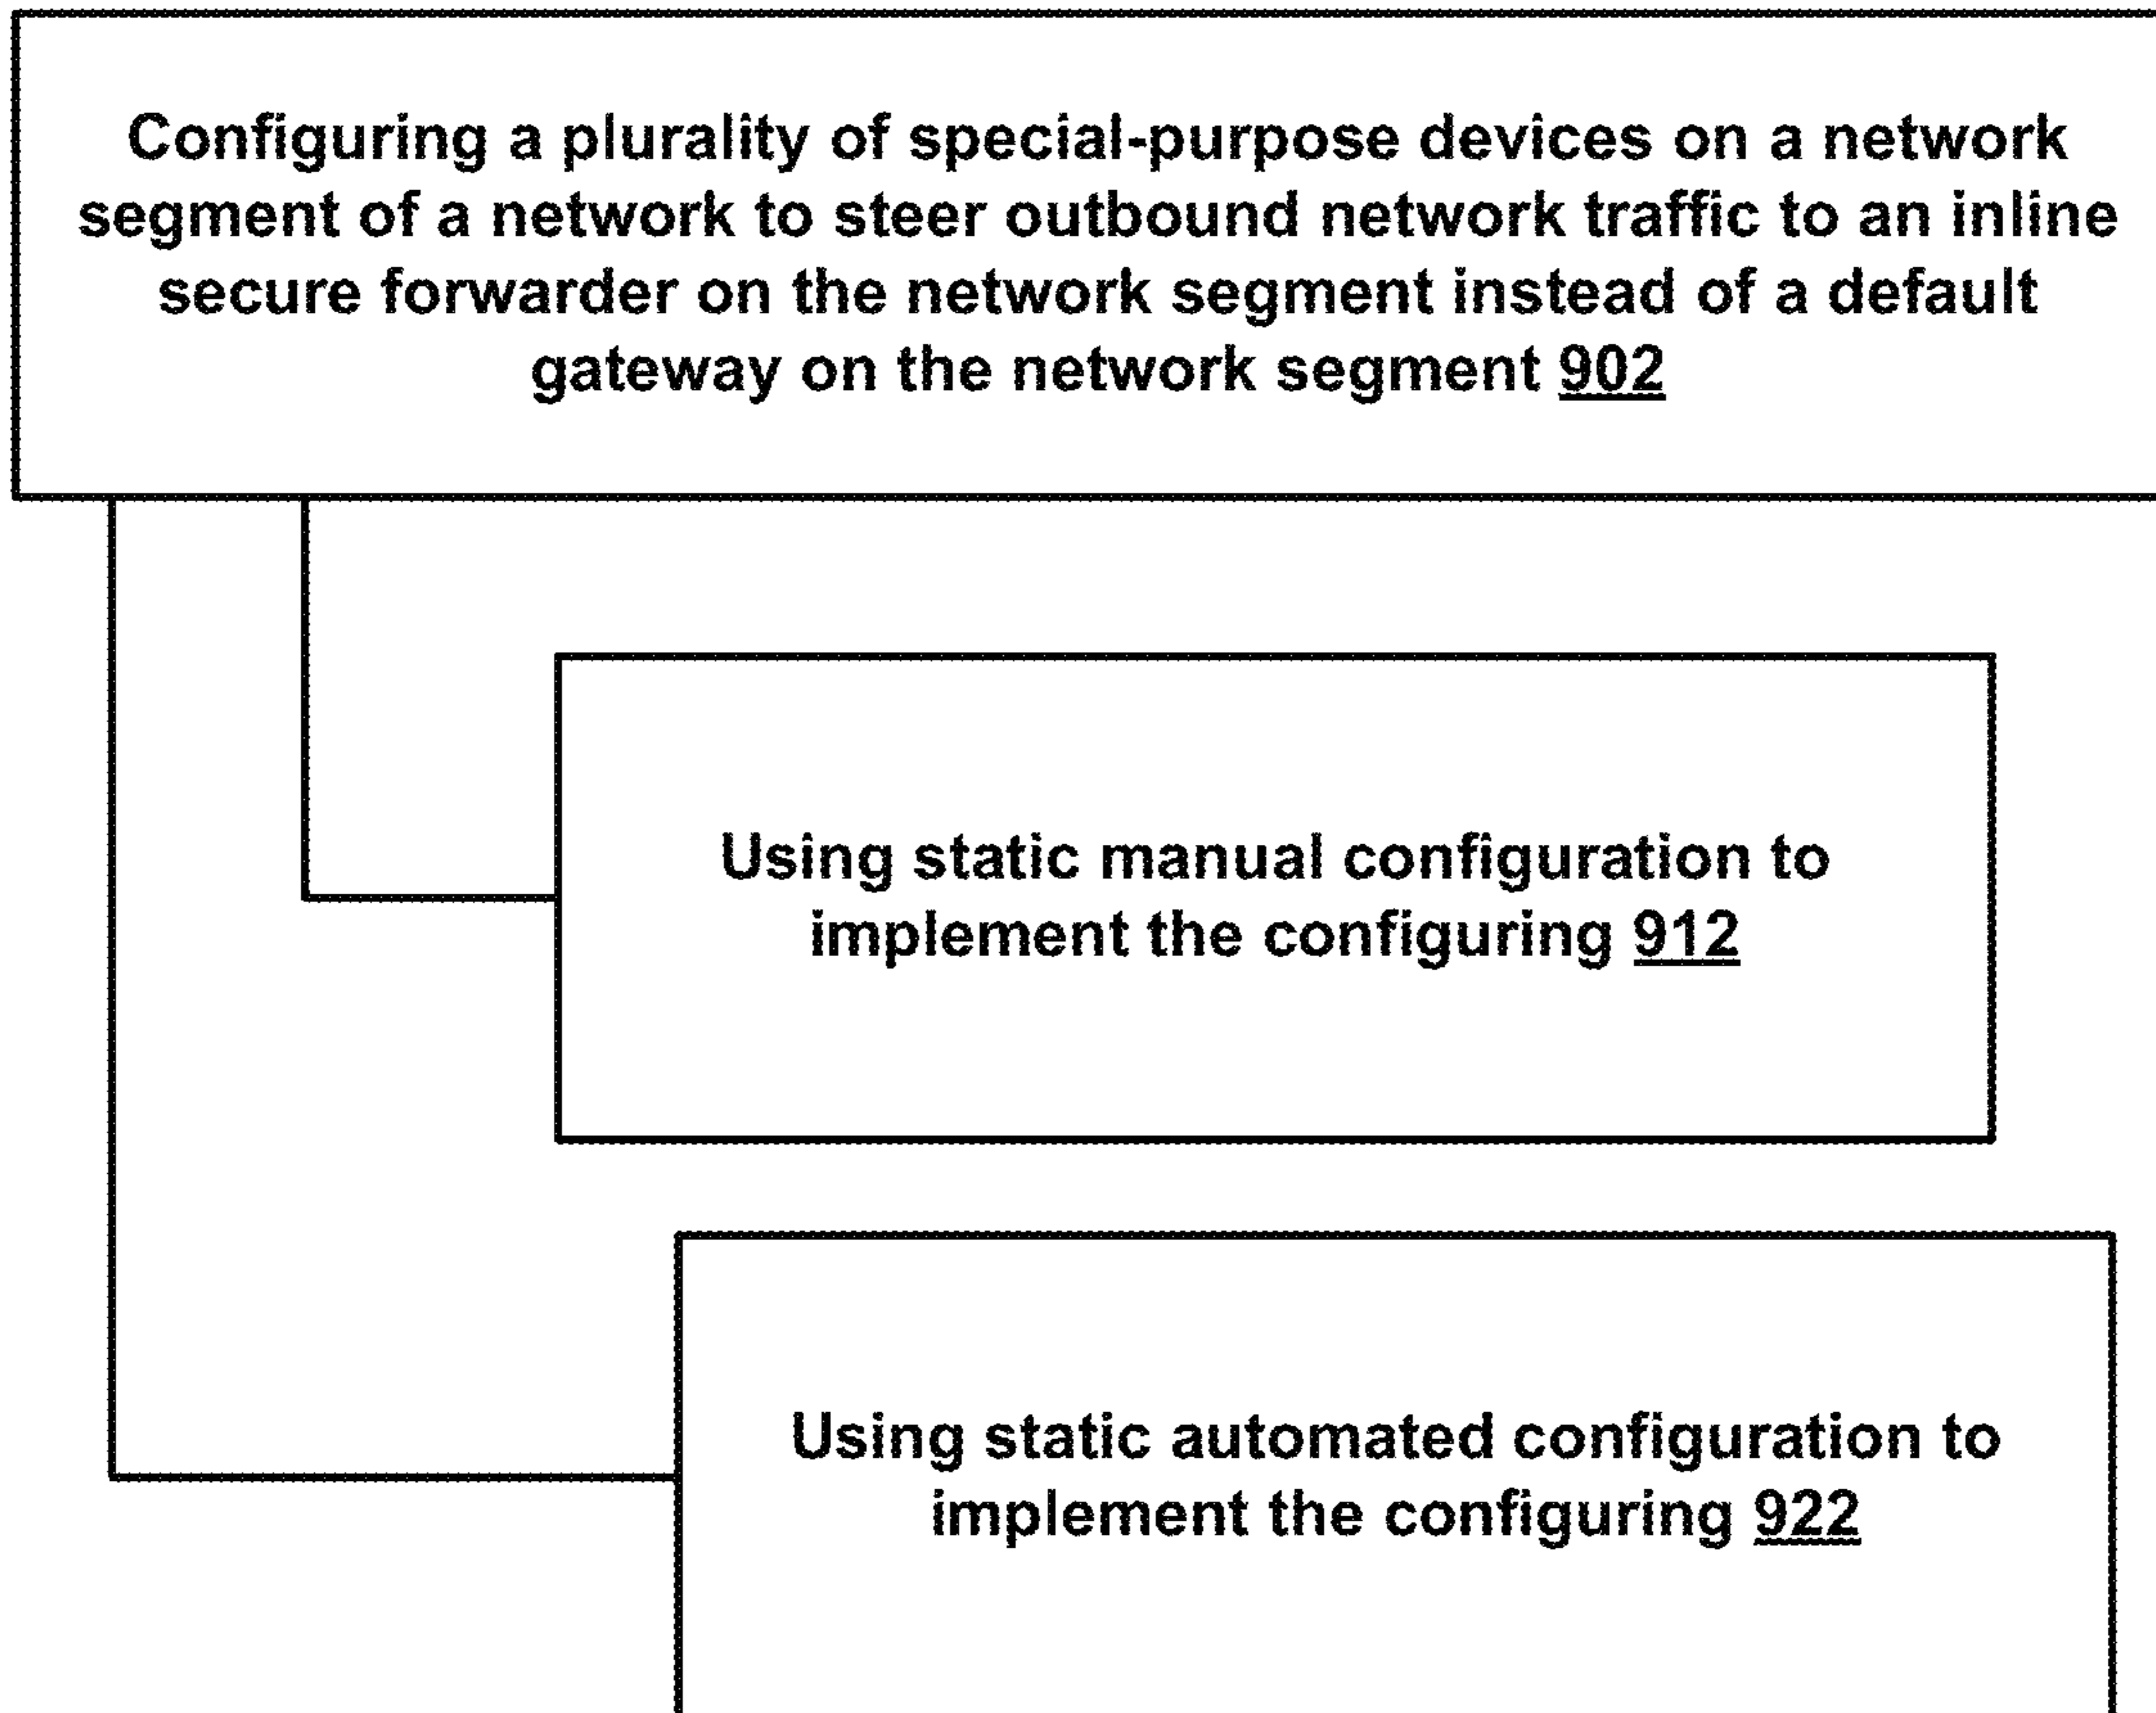 Configuring a plurality of special-purpose devices on a network
segment of a network to steer outbound network traffic to an inline
secure forwarder on the network segment instead of a default
gateway on the network segment 902
Using static manual configuration to
implement the configuring 912
Using static automated configuration to
implement the configuring 922